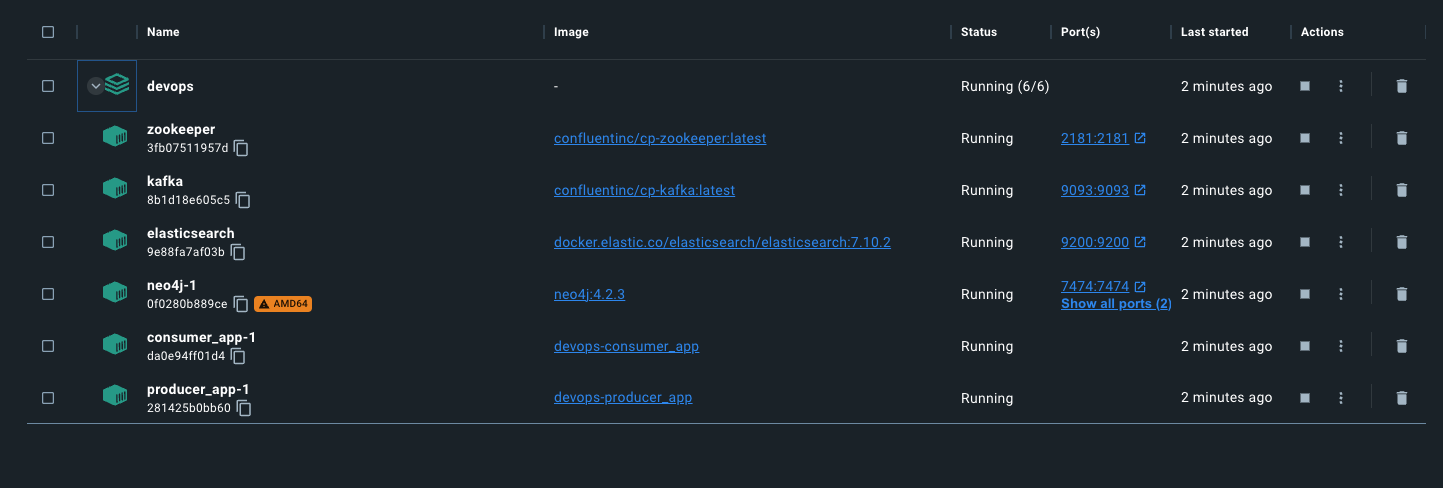 Name Image Status Port(s) Last started Actions
devops - Running (6/6) 2 minutes ago
zookeeper
3fb07511957d confluentinc/cp-zookeeper:latest Running 2181:2181 2 minutes ago
kafka
8b1d18e605c5 confluentinc/cp-kafka:latest Running 9093:9093 2 minutes ago
elasticsearch
9e88fa7af03b docker.elastic.co/elasticsearch/elasticsearch:7.10.2 Running 9200:9200 2 minutes ago
neo4j-1
0f0280b889ce AMD64 neo4j:4.2.3 Running 7474:7474 2 minutes ago
Show all ports (2)
consumer_app-1
da0e94ff01d4 devops-consumer_app Running 2 minutes ago
producer_app-1
281425b0bb60 devops-producer_app Running 2 minutes ago